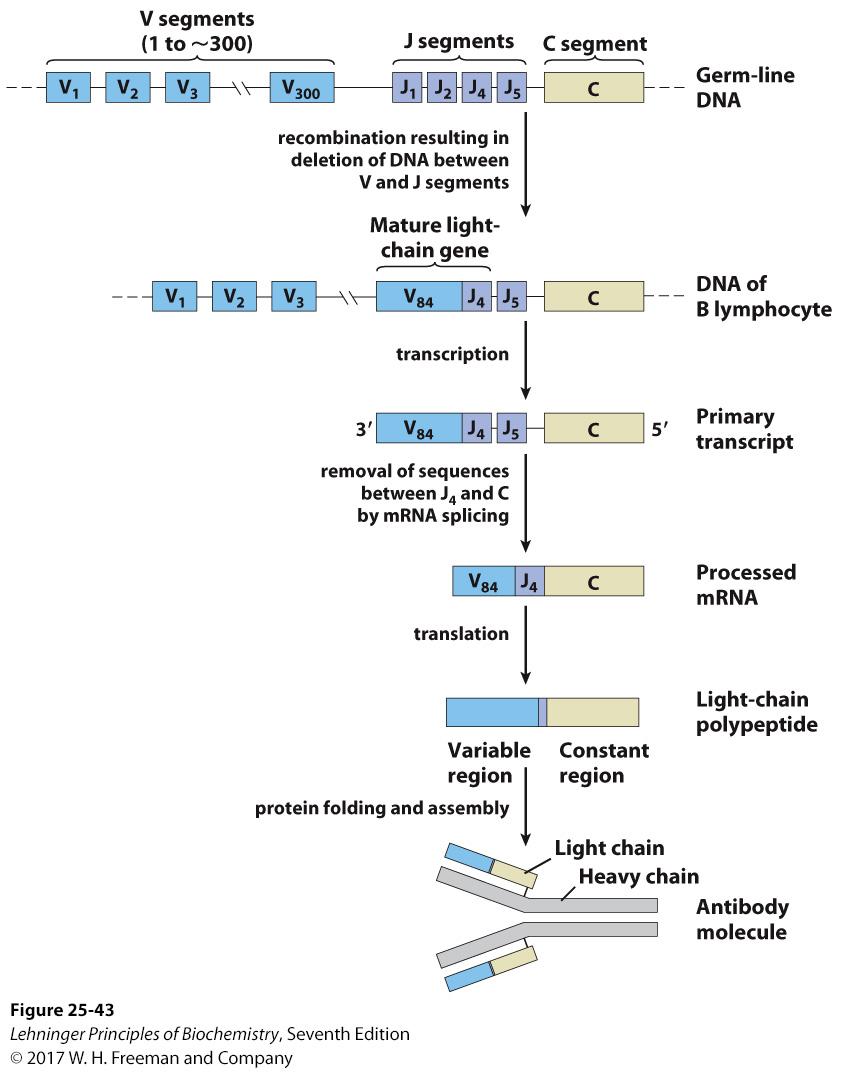 V segments
(1 to ~300)
J segments
C segment
V1 V2 V3 V300 J1 J2 J4 J5 C
Germ-line
DNA
recombination resulting in
deletion of DNA between
V and J segments
Mature light-
chain gene
V1 V2 V3 V84 J4 J5 C
DNA of
B lymphocyte
transcription
3′ V84 J4 J5 C 5′
Primary
transcript
removal of sequences
between J4 and C
by mRNA splicing
V84 J4 C
Processed
mRNA
translation
Light-chain
polypeptide
Variable
region
Constant
region
protein folding and assembly
Light chain
Heavy chain
Antibody
molecule
Figure 25-43
Lehninger Principles of Biochemistry, Seventh Edition
© 2017 W. H. Freeman and Company